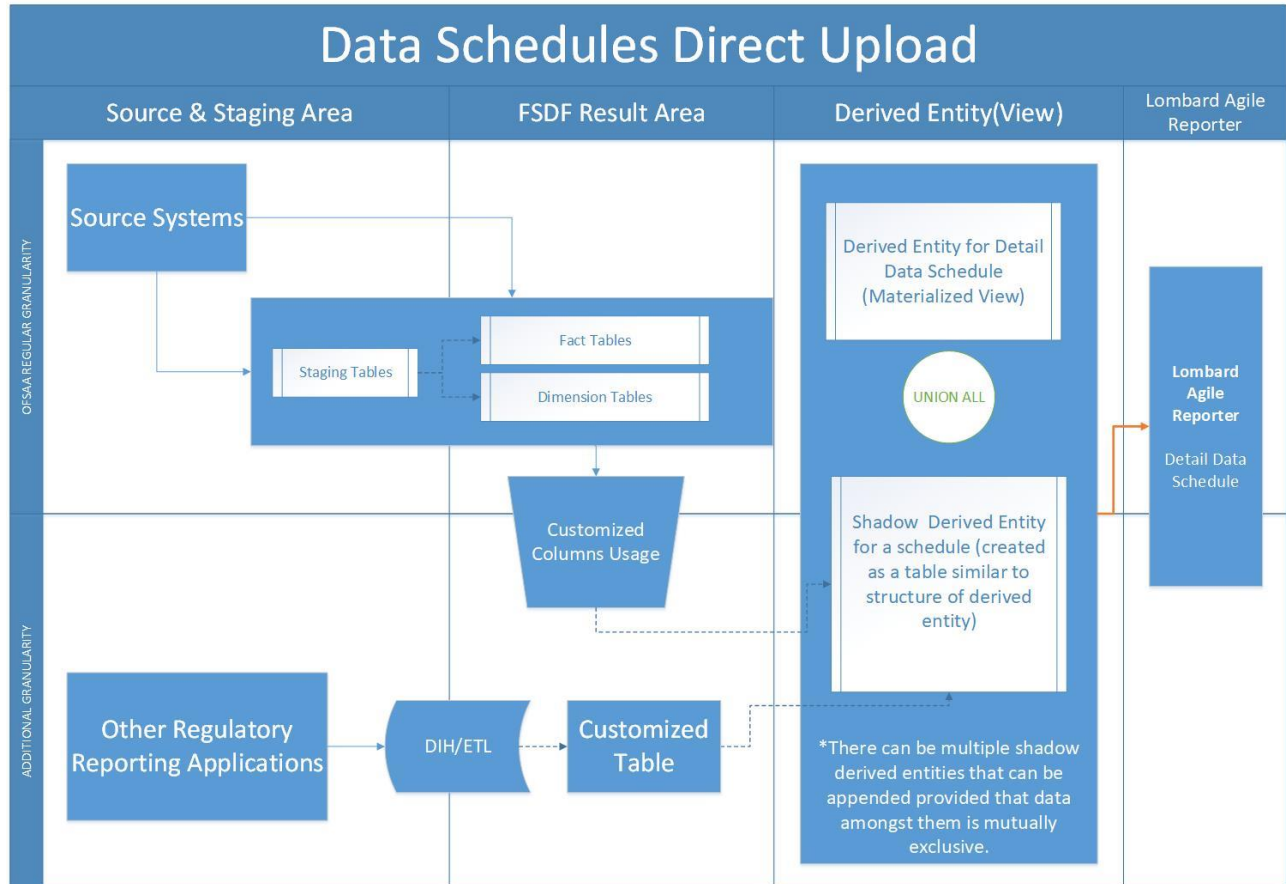 Data Schedules Direct Upload
Source & Staging Area
FSDF Result Area
Derived Entity(View)
Lombard Agile
Reporter
OFSAA REGULAR GRANULARITY
Source Systems
Staging Tables
Fact Tables
Dimension Tables
Derived Entity for Detail
Data Schedule
(Materialized View)
UNION ALL
Lombard
Agile
Reporter
Detail Data
Schedule
Customized
Columns Usage
Shadow Derived Entity
for a schedule (created
as a table similar to
structure of derived
entity)
ADDITIONAL GRANULARITY
Other Regulatory
Reporting Applications
DIH/ETL
Customized
Table
*There can be multiple shadow
derived entities that can be
appended provided that data
amongst them is mutually
exclusive.